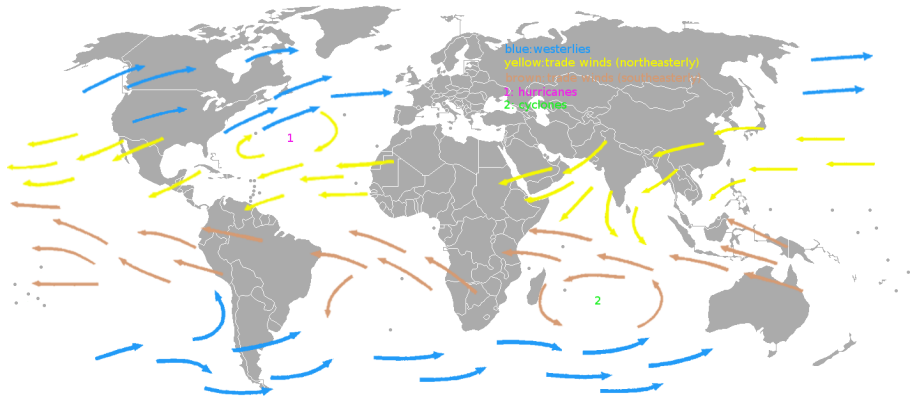 blue:westerlies
yellow:trade winds (northeasterly)
brown:trade winds (southeasterly)
1: hurricanes
2: cyclones
1
2